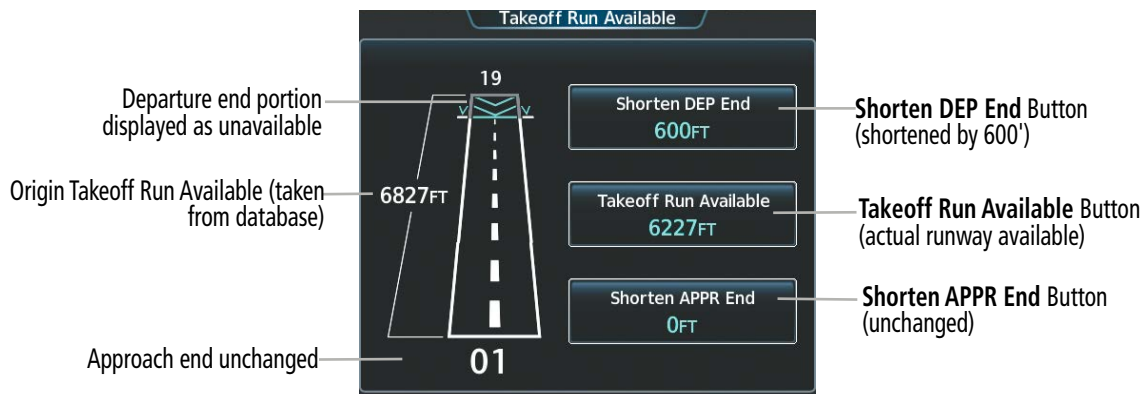 Takeoff Run Available
19
Departure end portion
displayed as unavailable
Shorten DEP End
600FT
Shorten DEP End Button
(shortened by 600')
Origin Takeoff Run Available (taken
from database)
6827FT
Takeoff Run Available
6227FT
Takeoff Run Available Button
(actual runway available)
Shorten APPR End
0FT
Shorten APPR End Button
(unchanged)
Approach end unchanged
01